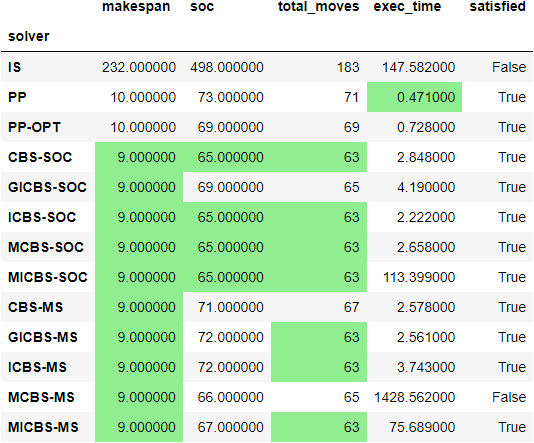 makespan soc total_moves exec_time satisfied
solver
IS 232.000000 498.000000 183 147.582000 False
PP 10.000000 73.000000 71 0.471000 True
PP-OPT 10.000000 69.000000 69 0.728000 True
CBS-SOC 9.000000 65.000000 63 2.848000 True
GICBS-SOC 9.000000 69.000000 65 4.190000 True
ICBS-SOC 9.000000 65.000000 63 2.222000 True
MCBS-SOC 9.000000 65.000000 63 2.658000 True
MICBS-SOC 9.000000 65.000000 63 113.399000 True
CBS-MS 9.000000 71.000000 67 2.578000 True
GICBS-MS 9.000000 72.000000 63 2.561000 True
ICBS-MS 9.000000 72.000000 63 3.743000 True
MCBS-MS 9.000000 66.000000 65 1428.562000 False
MICBS-MS 9.000000 67.000000 63 75.689000 True